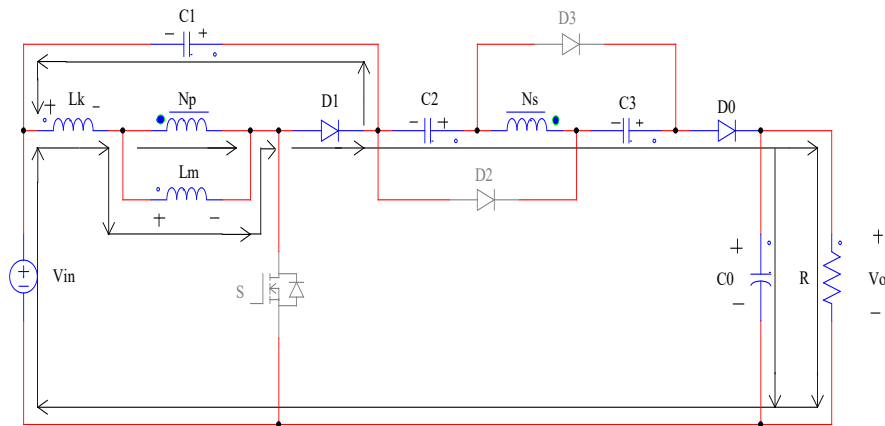 C1
D3
− +
+ Lk − Np D1 C2 Ns C3 D0
− + − +
Lm
D2
+ −
+ − Vin
S
+ C0 −
R
+ Vo −